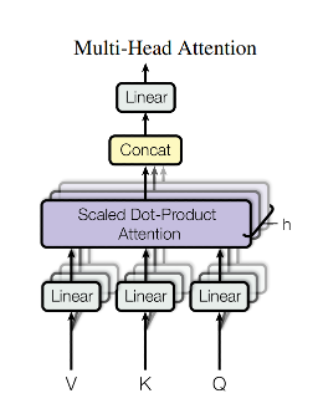 Multi-Head Attention
Linear
Concat
Scaled Dot-Product
Attention
h
Linear Linear Linear
V K Q